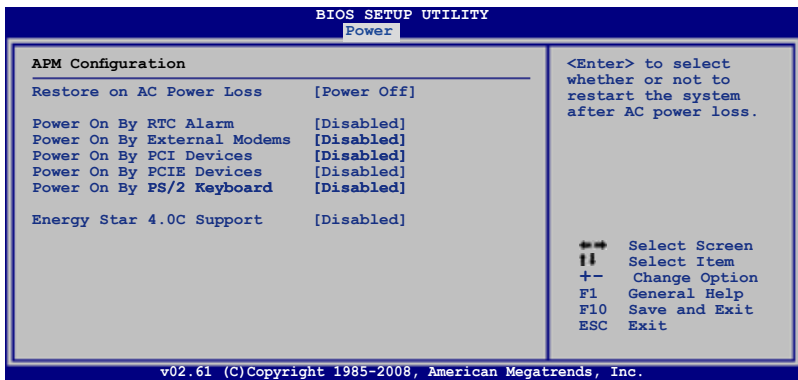 BIOS SETUP UTILITY
Power
APM Configuration
Restore on AC Power Loss [Power Off]
Power On By RTC Alarm [Disabled]
Power On By External Modems [Disabled]
Power On By PCI Devices [Disabled]
Power On By PCIE Devices [Disabled]
Power On By PS/2 Keyboard [Disabled]
Energy Star 4.0C Support [Disabled]
<Enter> to select
whether or not to
restart the system
after AC power loss.
←→ Select Screen
↑↓ Select Item
+- Change Option
F1 General Help
F10 Save and Exit
ESC Exit
v02.61 (C)Copyright 1985-2008, American Megatrends, Inc.